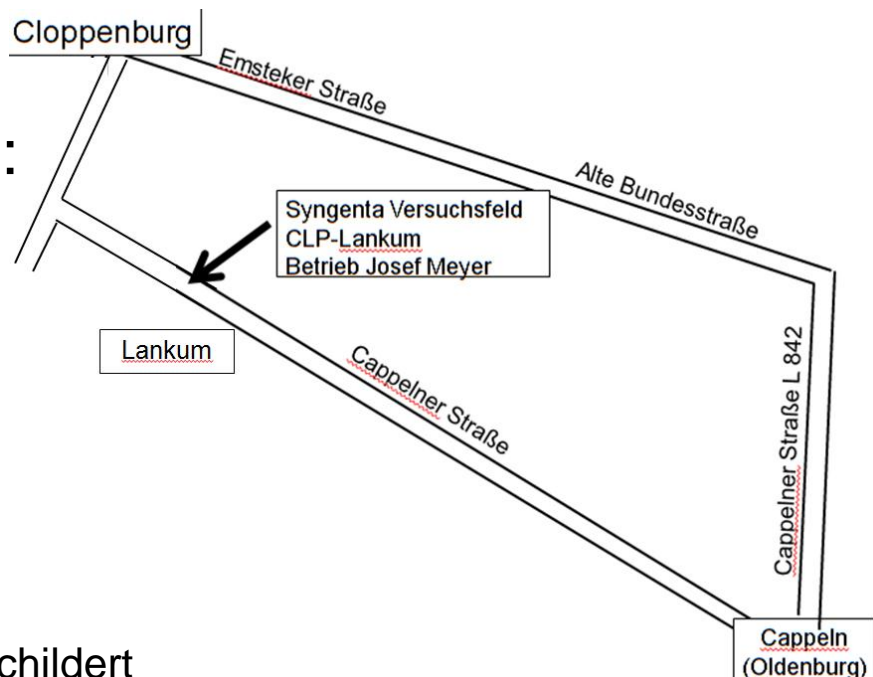 Cloppenburg
Emsteker Straße
:
Alte Bundesstraße
Syngenta Versuchsfeld
CLP-Lankum
Betrieb Josef Meyer
Lankum
Cappelner Straße
Cappelner Straße L 842
Cappeln
(Oldenburg)
childert